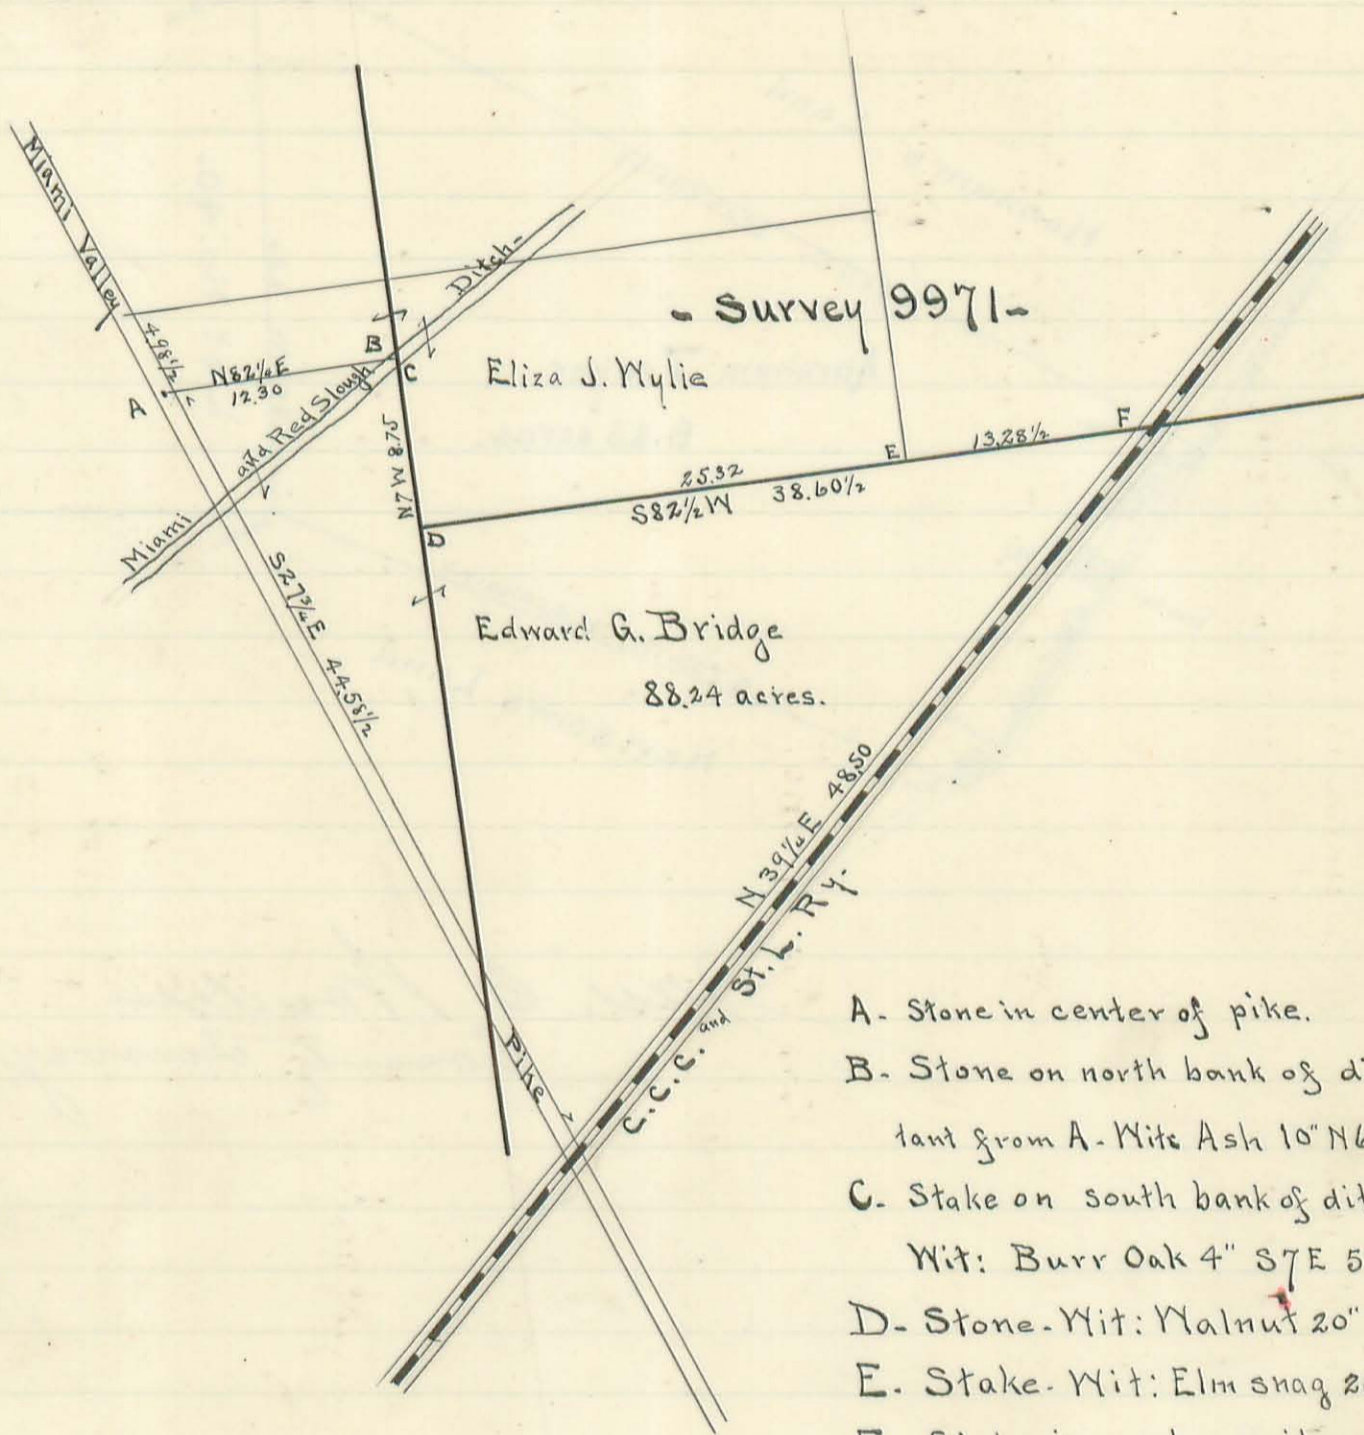 Miami Valley
4.98½
N82¼E
12.30
A
B
C
Ditch-
and Red Slough
Miami
- Survey 9971-
Eliza J. Wylie
N7W 8.75
D
25.32
S82½W 38.60½
E
13.28½
F
S27¾E 44.58½
Edward G. Bridge
88.24 acres.
N39¼E 48.50
C.C.C. and St. L. Ry.
Pike
A- Stone in center of pike.
B- Stone on north bank of
tant from A- Wit: Ash 10"
C- Stake on south bank of
Wit: Burr Oak 4" S7E 5
D- Stone- Wit: Walnut 20"
E- Stake- Wit: Elm snag